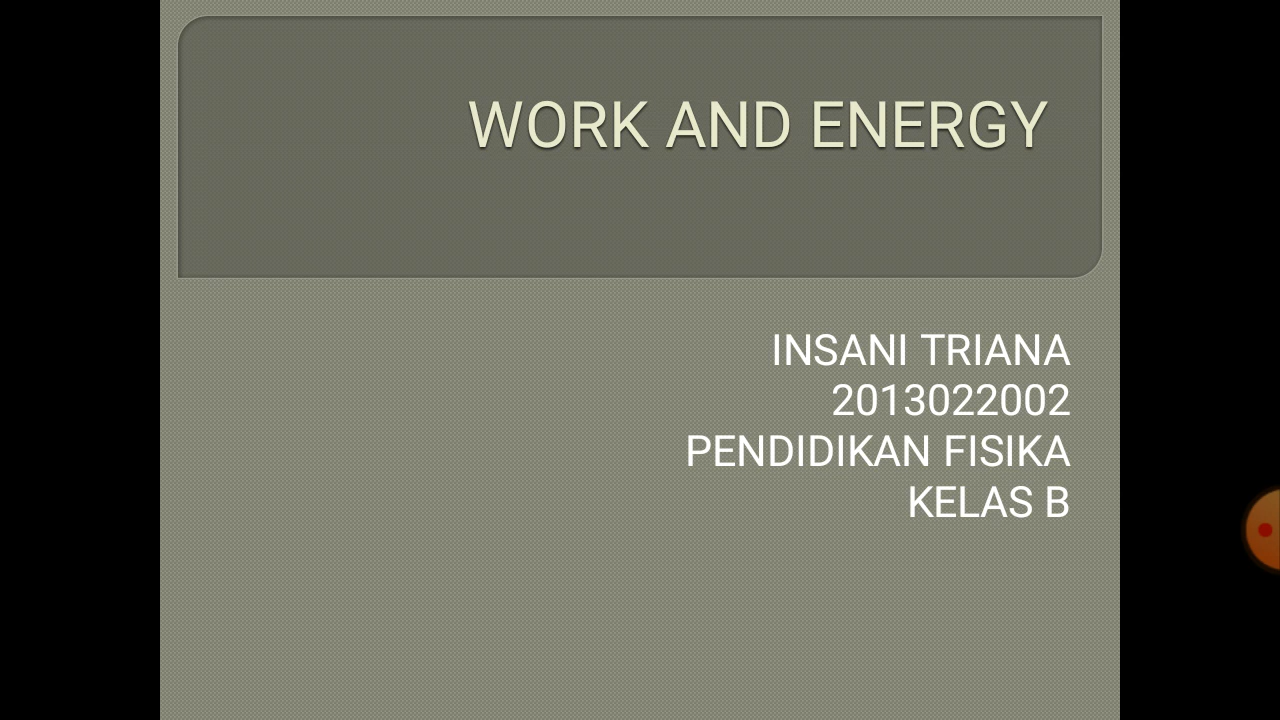 WORK AND ENERGY
INSANI TRIANA
2013022002
PENDIDIKAN FISIKA
KELAS B